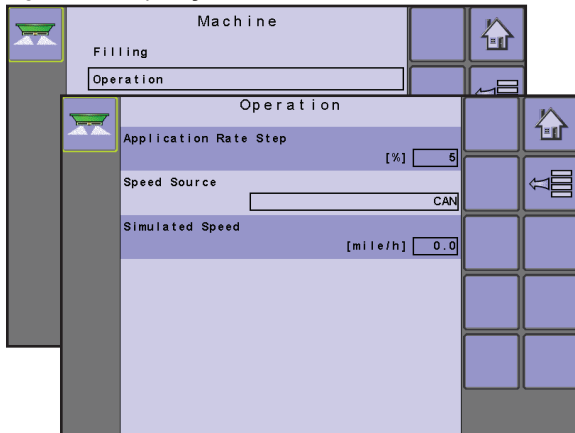 Machine
Filling
Operation
Operation
Application Rate Step
[%] 5
Speed Source
CAN
Simulated Speed
[mile/h] 0.0